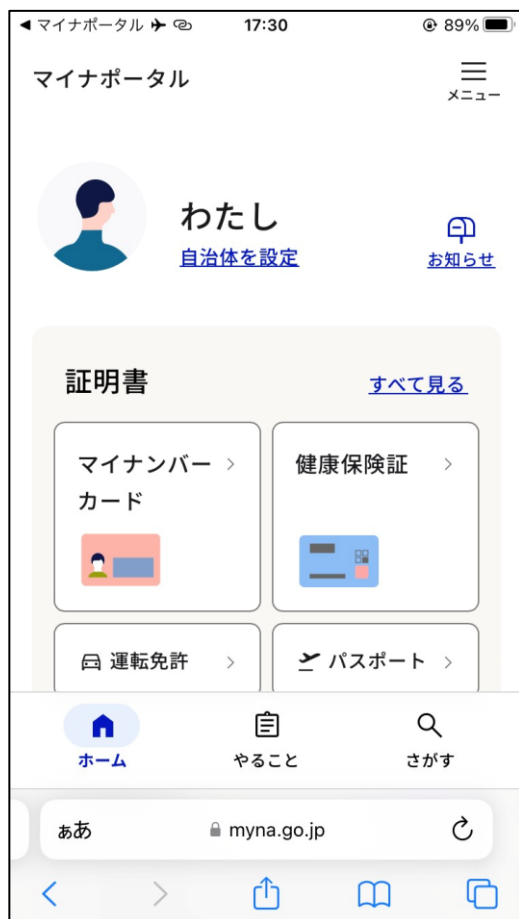 ◀ マイナポータル
17:30
89%
マイナポータル
メニュー
わたし
自治体を設定
お知らせ
証明書
すべて見る
マイナンバー
カード
健康保険証
運転免許
パスポート
ホーム
やること
さがす
ぁあ
myna.go.jp